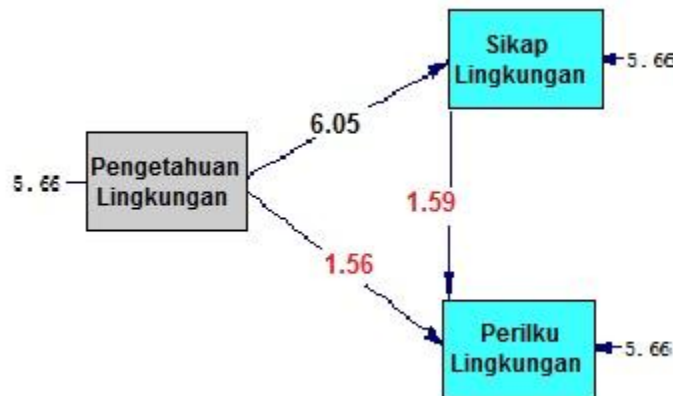 Sikap
Lingkungan
5.66
6.05
Pengetahuan
Lingkungan
5.66
1.59
1.56
Perilku
Lingkungan
5.66